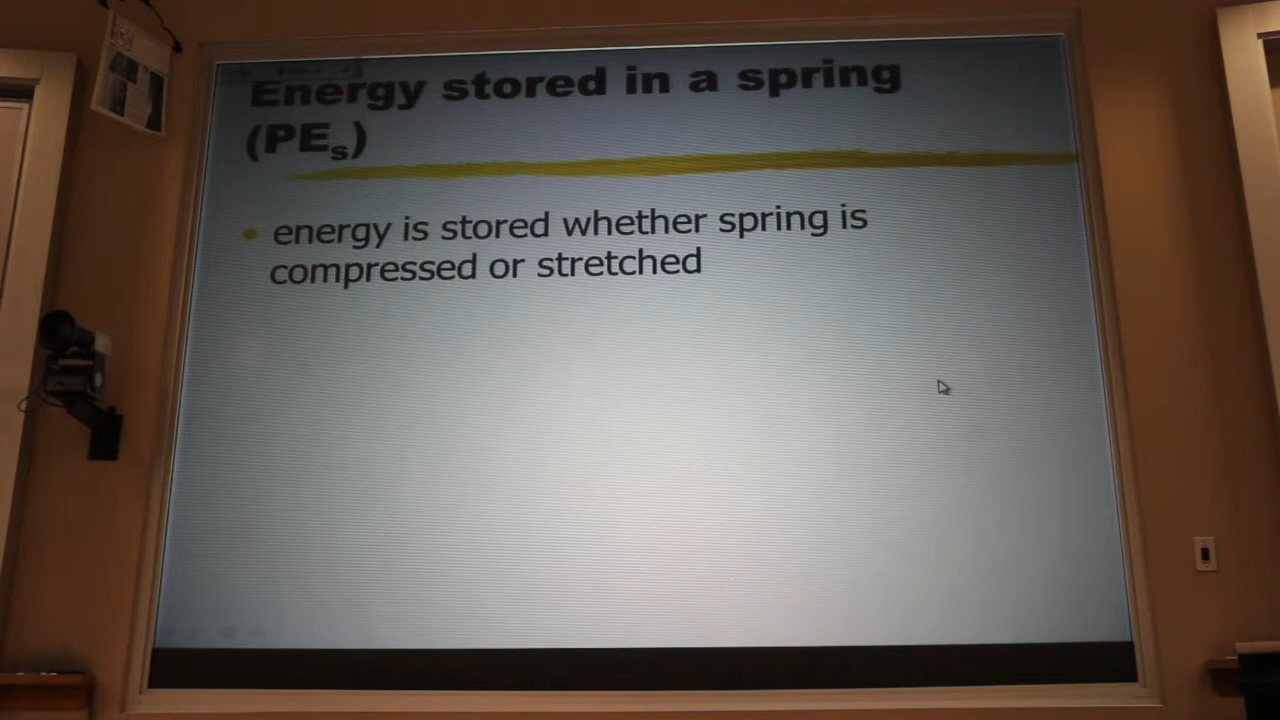 Energy stored in a spring
(PEs)
energy is stored whether spring is
compressed or stretched